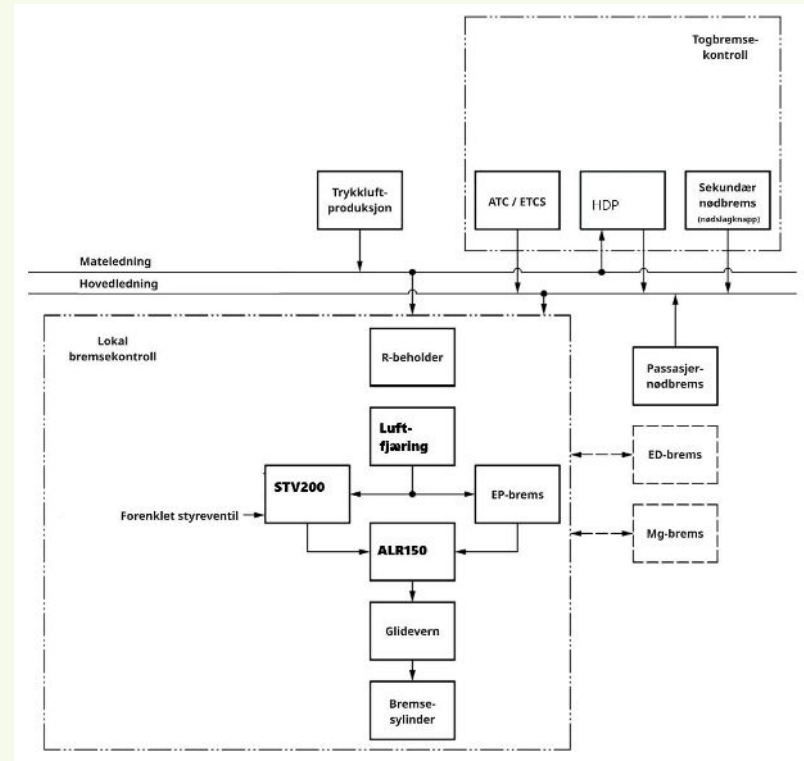 Togbremse-
kontroll
Trykkluft-
produksjon
ATC / ETCS
HDP
Sekundær
nødbrems
(nødslagknapp)
Mateledning
Hovedledning
Lokal
bremsekontroll
R-beholder
Passasjer-
nødbrems
Luft-
fjæring
ED-brems
STV200
EP-brems
Forenklet styreventil
Mg-brems
ALR150
Glidevern
Bremse-
sylinder